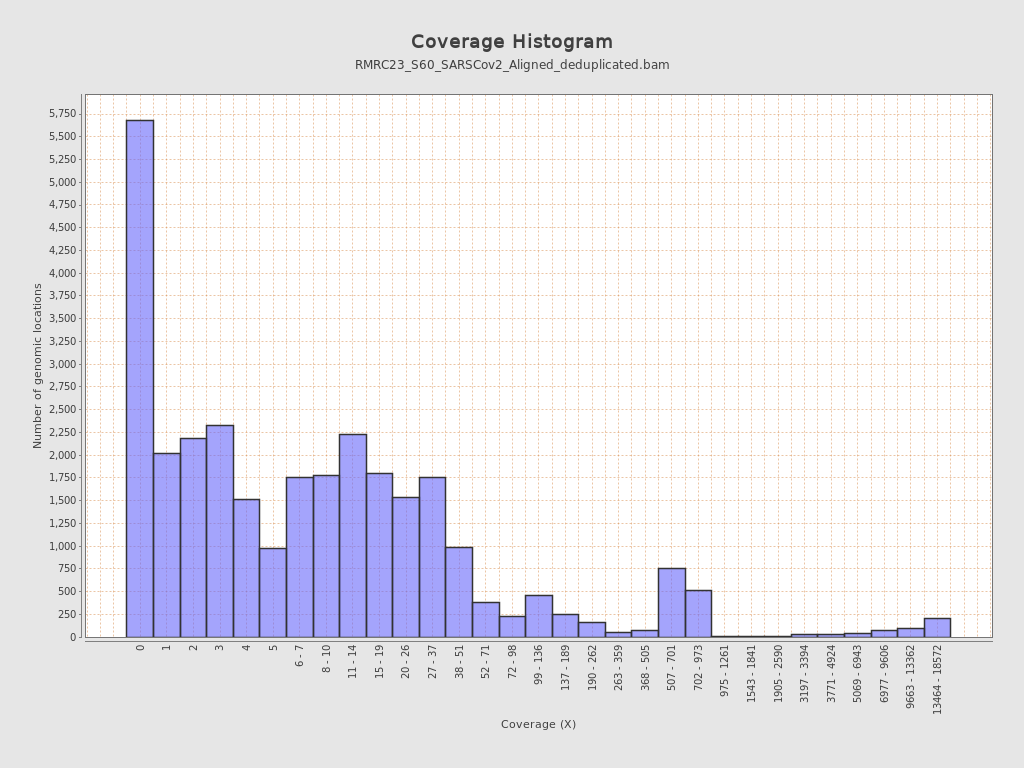 Coverage Histogram
RMRC23_S60_SARSCov2_Aligned_deduplicated.bam
Number of genomic locations
5,750
5,500
5,250
5,000
4,750
4,500
4,250
4,000
3,750
3,500
3,250
3,000
2,750
2,500
2,250
2,000
1,750
1,500
1,250
1,000
750
500
250
0
0
1
2
3
4
5
6 - 7
8 - 10
11 - 14
15 - 19
20 - 26
27 - 37
38 - 51
52 - 71
72 - 98
99 - 136
137 - 189
190 - 262
263 - 359
368 - 505
507 - 701
702 - 973
975 - 1261
1543 - 1841
1905 - 2590
3197 - 3394
3771 - 4924
5069 - 6943
6977 - 9606
9663 - 13362
13464 - 18572
Coverage (X)